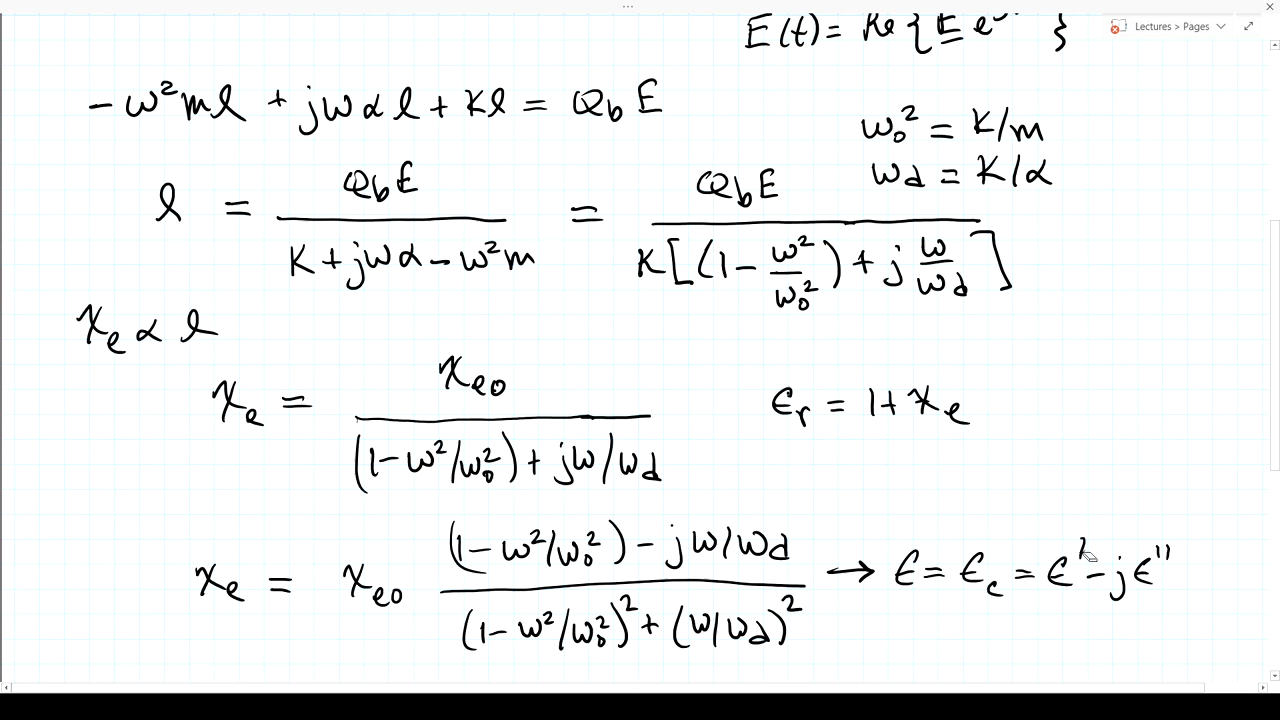 E(t) = Re { E e }
Lectures > Pages
- ω²ml + jωαl + Kl = Q_b E
ω₀² = K/m
ω_d = K/α
l = Q_b E / (K + jωα - ω²m) = Q_b E / (K[(1 - ω²/ω₀²) + j ω/ω_d])
χ_e ∝ l
χ_e = χ_e0 / ((1 - ω²/ω₀²) + jω/ω_d)
ϵ_r = 1 + χ_e
χ_e = χ_e0 ((1 - ω²/ω₀²) - jω/ω_d) / ((1 - ω²/ω₀²)² + (ω/ω_d)²) → ϵ = ϵ_c = ϵ' - jϵ''